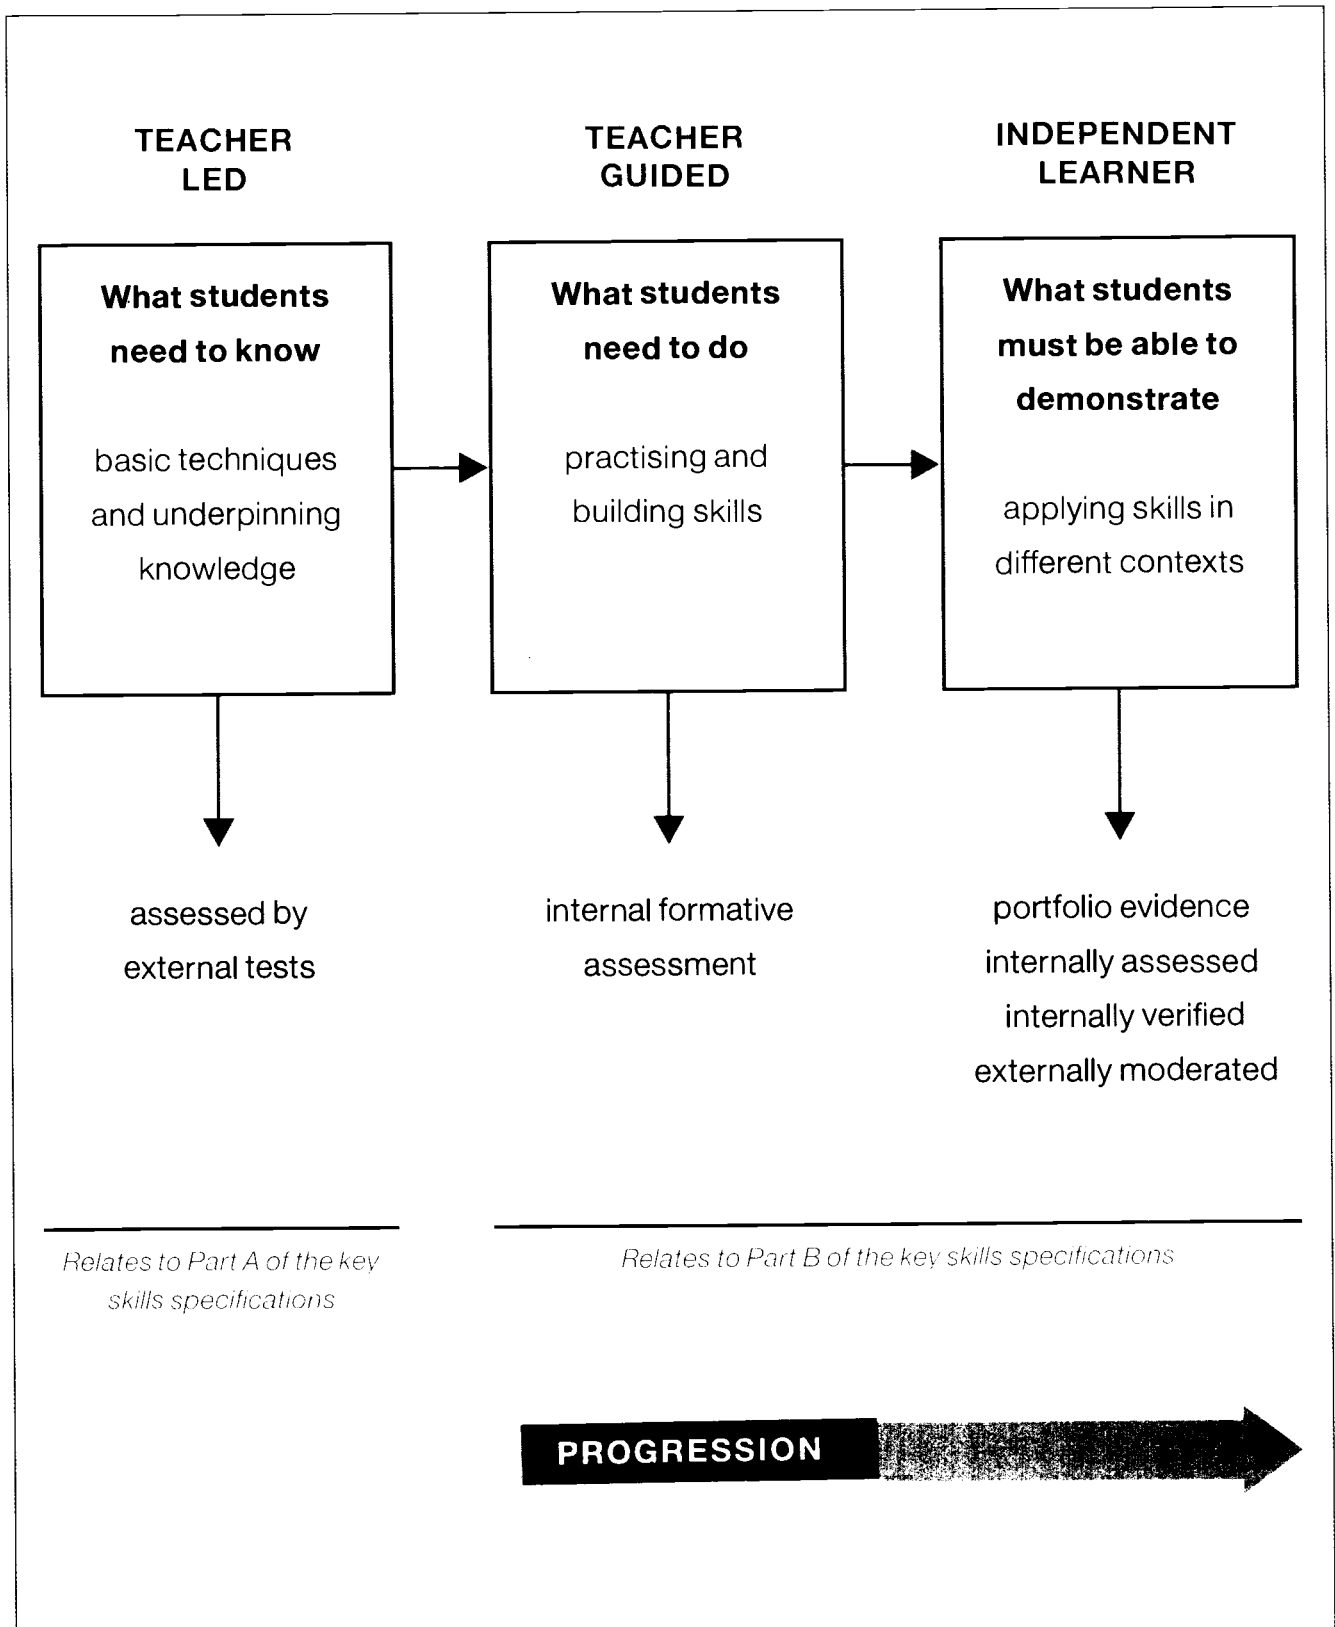 TEACHER
LED
What students
need to know
basic techniques
and underpinning
knowledge
assessed by
external tests
Relates to Part A of the key
skills specifications
TEACHER
GUIDED
What students
need to do
practising and
building skills
internal formative
assessment
INDEPENDENT
LEARNER
What students
must be able to
demonstrate
applying skills in
different contexts
portfolio evidence
internally assessed
internally verified
externally moderated
Relates to Part B of the key skills specifications
PROGRESSION